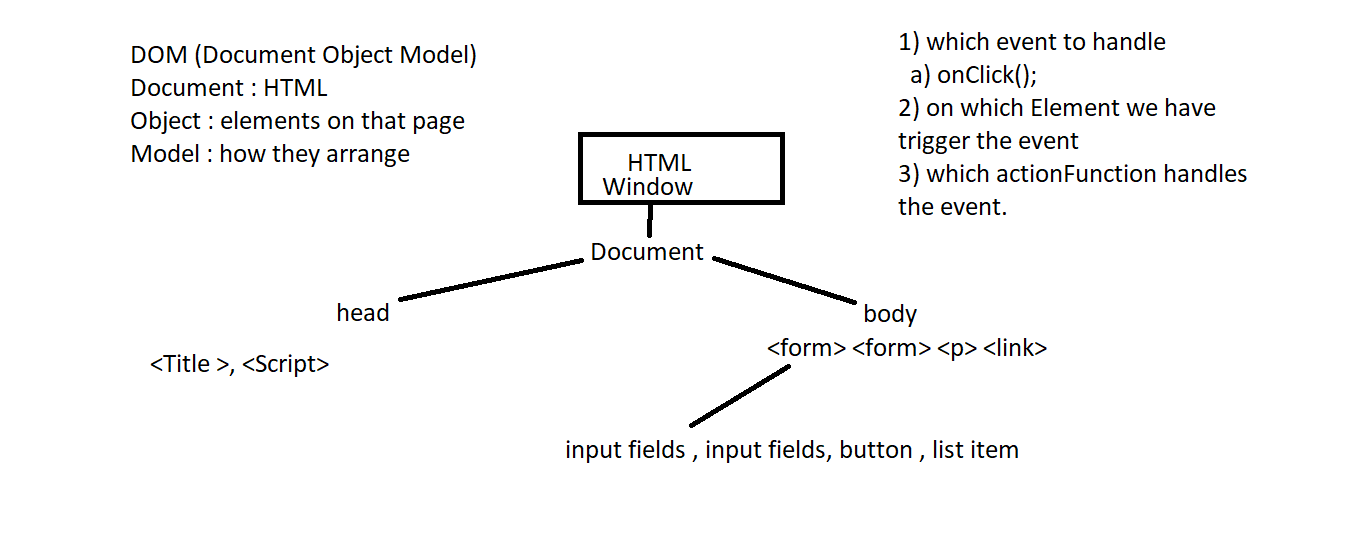 DOM (Document Object Model)
Document : HTML
Object : elements on that page
Model : how they arrange
1) which event to handle
a) onClick();
2) on which Element we have
trigger the event
3) which actionFunction handles
the event.
HTML
Window
Document
head
body
<Title >, <Script>
<form> <form> <p> <link>
input fields , input fields, button , list item